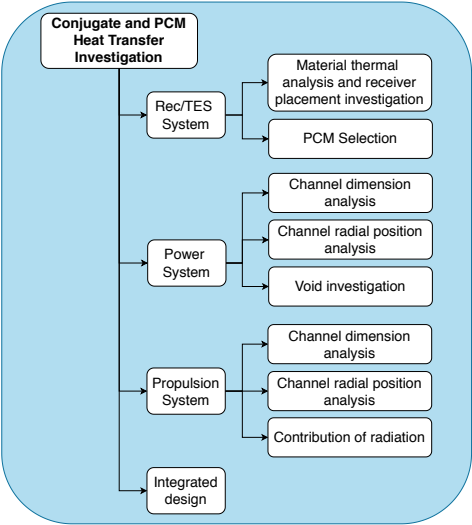 Conjugate and PCM
Heat Transfer
Investigation
Rec/TES
System
Material thermal
analysis and receiver
placement investigation
PCM Selection
Power
System
Channel dimension
analysis
Channel radial position
analysis
Void investigation
Propulsion
System
Channel dimension
analysis
Channel radial position
analysis
Contribution of radiation
Integrated
design